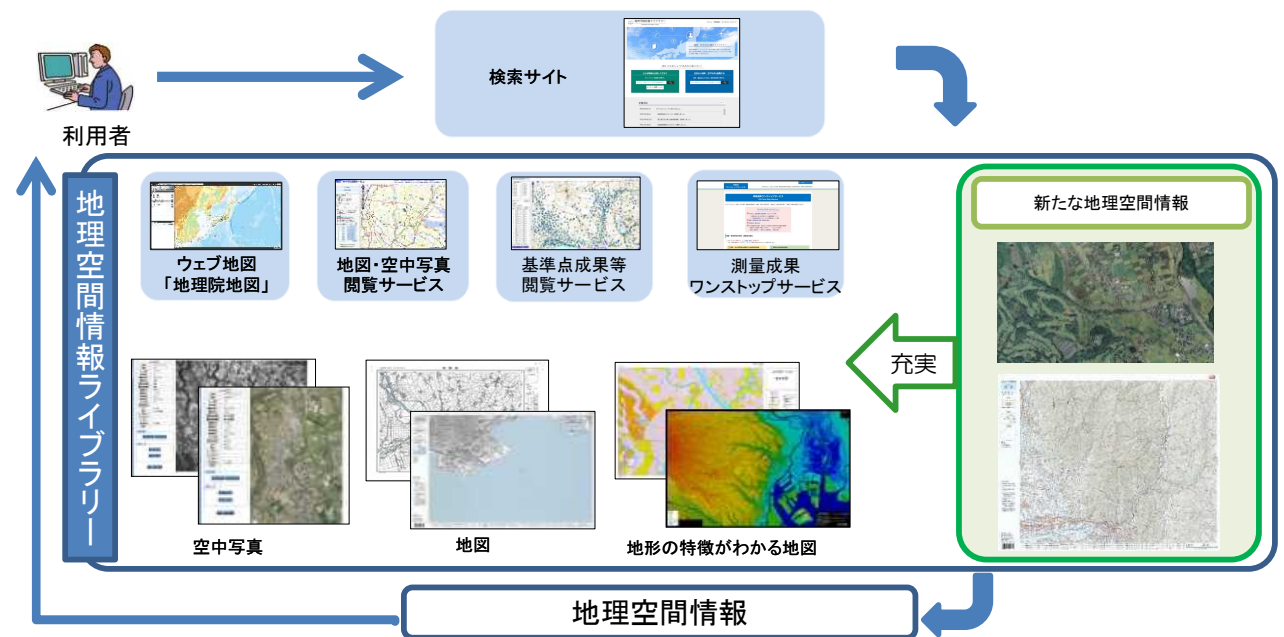 検索サイト
利用者
地理空間情報ライブラリー
ウェブ地図
「地理院地図」
地図・空中写真
閲覧サービス
基準点成果等
閲覧サービス
測量成果
ワンストップサービス
新たな地理空間情報
充実
空中写真
地図
地形の特徴がわかる地図
地理空間情報